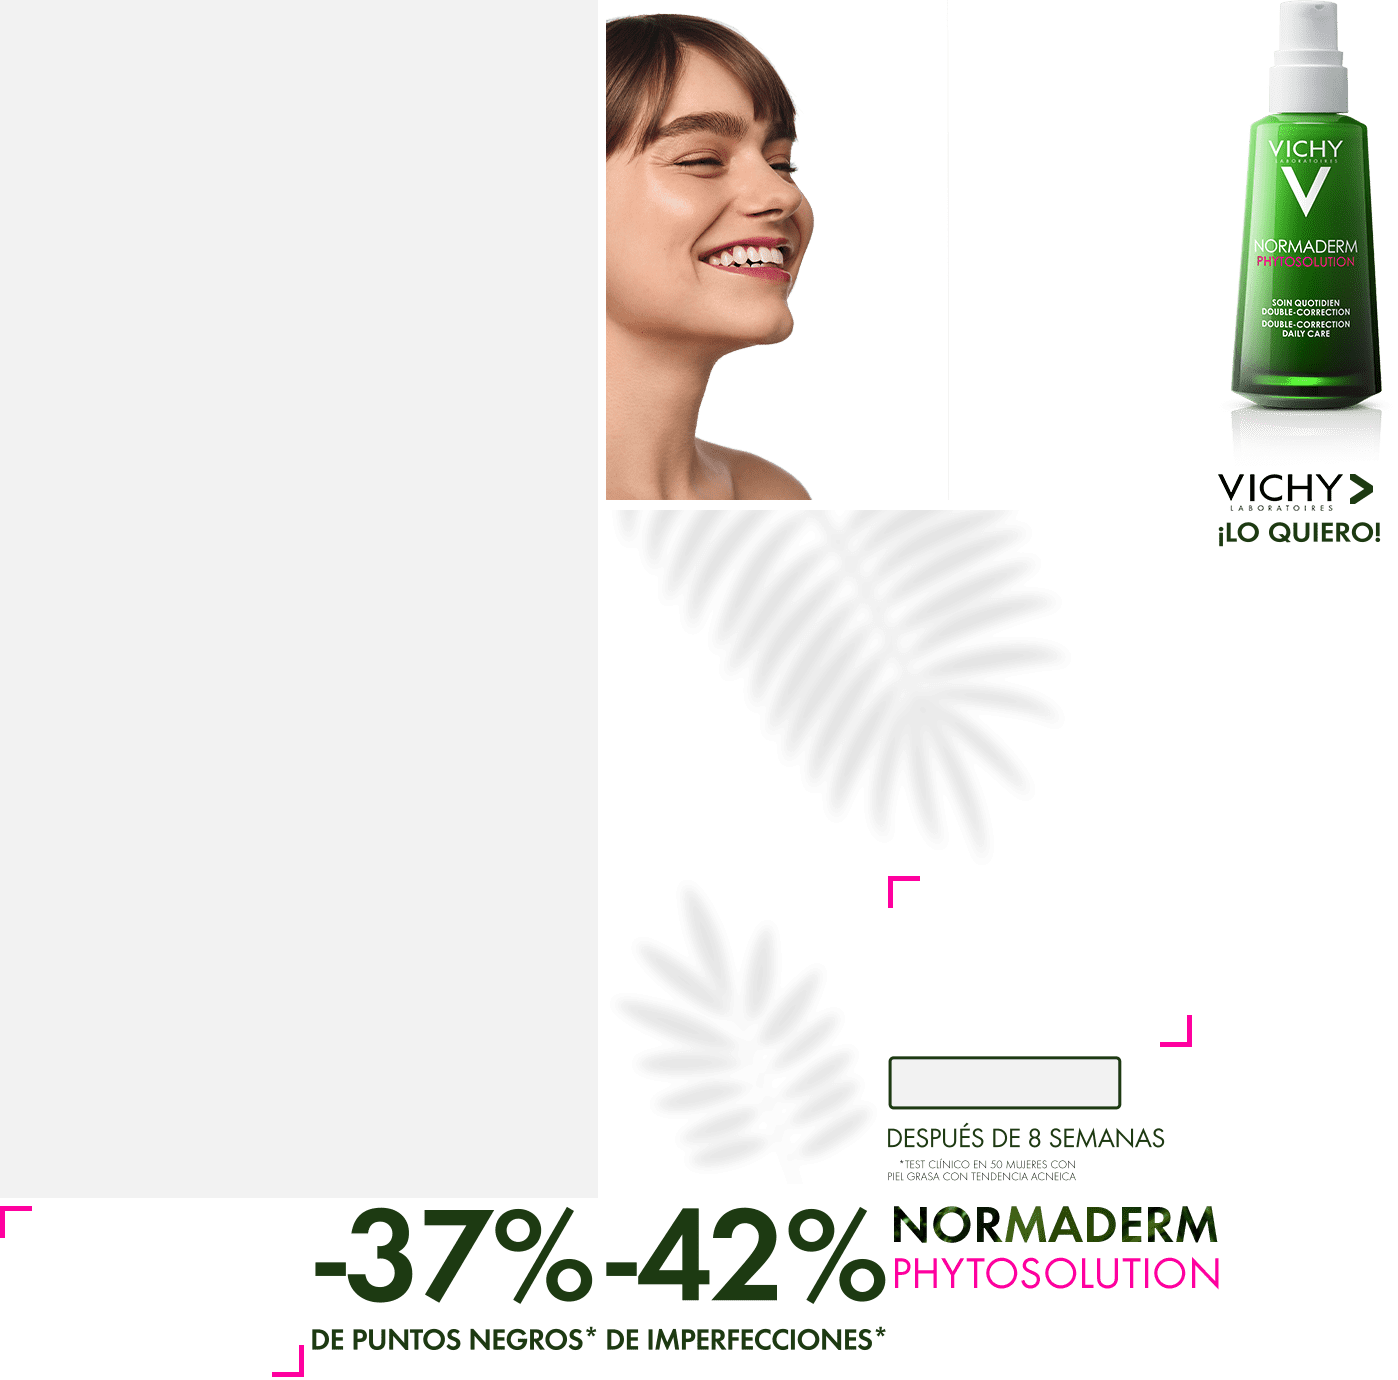 VICHY
LABORATOIRES
V
NORMADERM
PHYTOSOLUTION
SOIN QUOTIDIEN
DOUBLE-CORRECTION
DOUBLE-CORRECTION
DAILY CARE
VICHY
LABORATOIRES
¡LO QUIERO!
DESPUÉS DE 8 SEMANAS
*TEST CLÍNICO EN 50 MUJERES CON
PIEL GRASA CON TENDENCIA ACNEICA
-37%
DE PUNTOS NEGROS*
-42%
DE IMPERFECCIONES*
NORMADERM
PHYTOSOLUTION